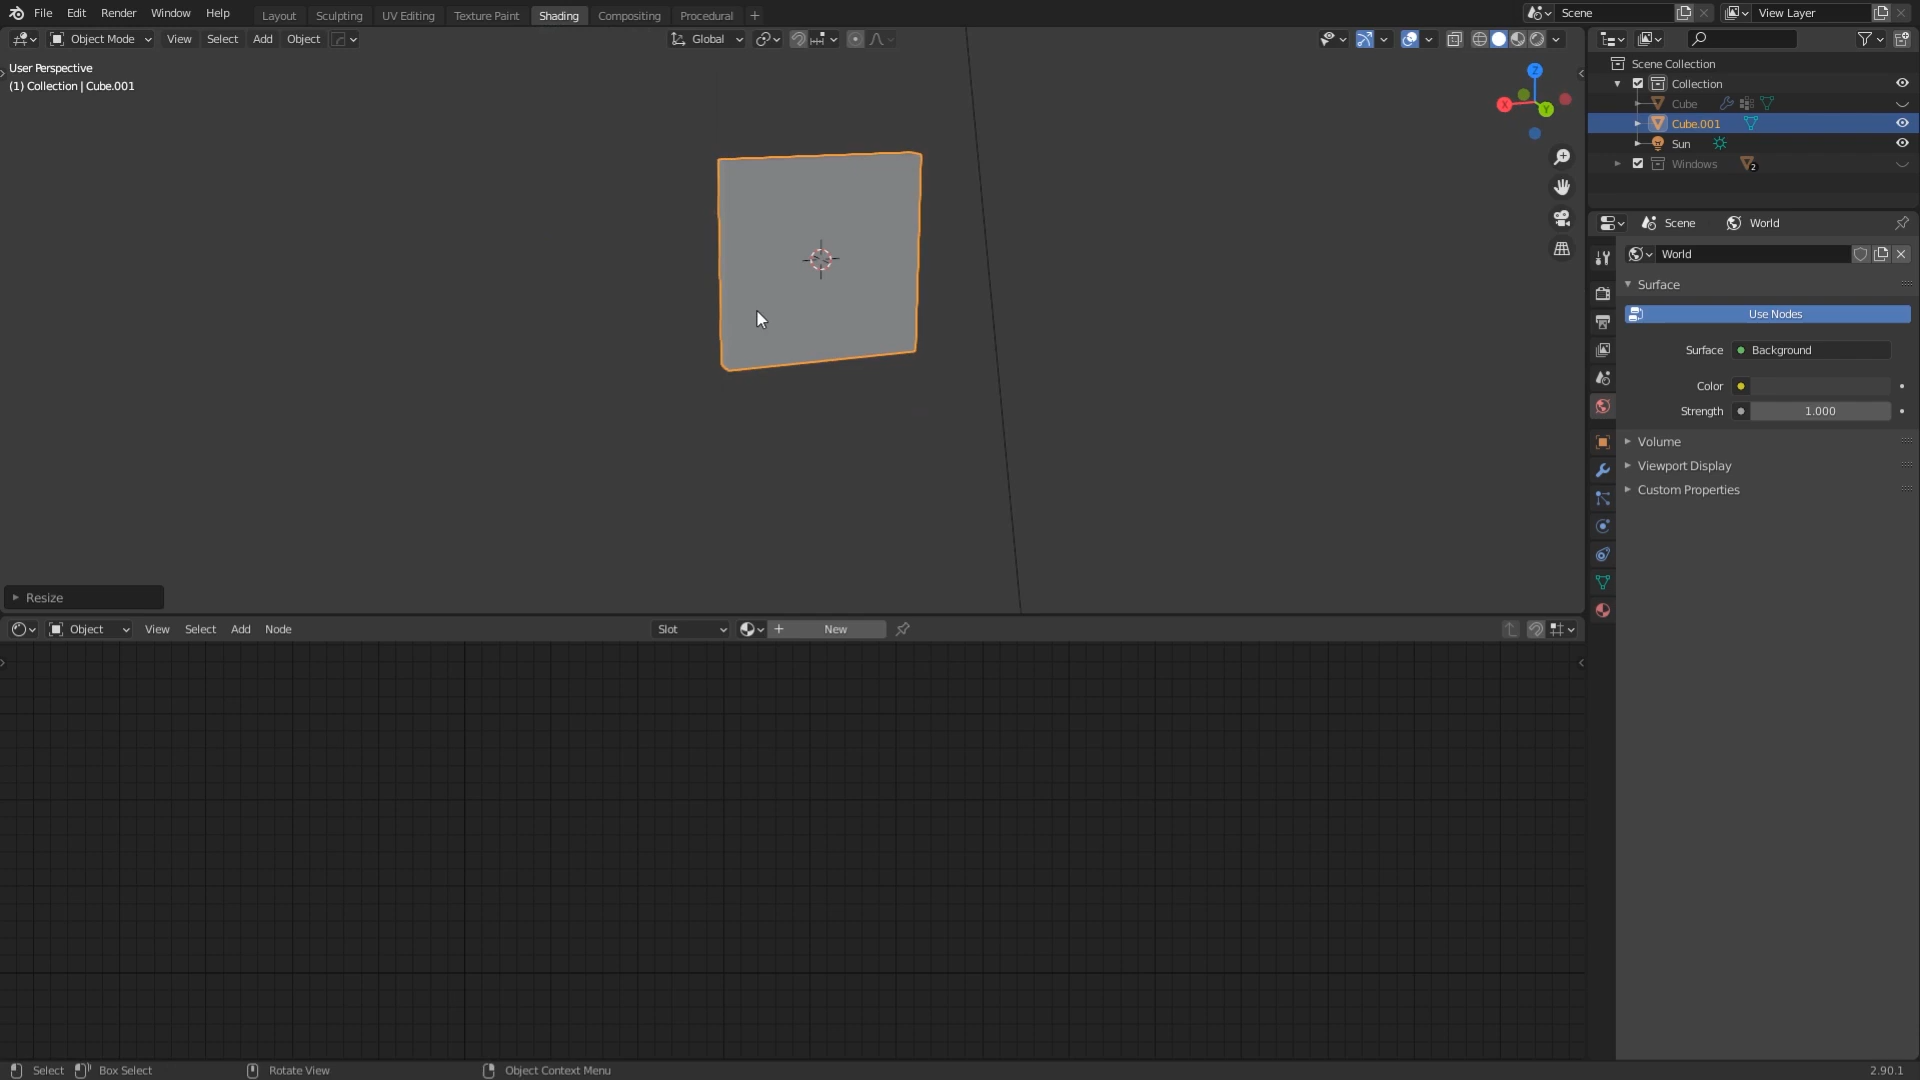 File Edit Render Window Help Layout Sculpting UV Editing Texture Paint Shading Compositing Procedural + Scene View Layer
Object Mode View Select Add Object Global
User Perspective
(1) Collection | Cube.001
X
Y
Z
Resize
Scene Collection
Collection
Cube
Cube.001
Sun
Windows 2
Scene World
World
Surface
Use Nodes
Surface Background
Color
Strength 1.000
Volume
Viewport Display
Custom Properties
Object View Select Add Node Slot + New
Select Box Select Rotate View Object Context Menu 2.90.1